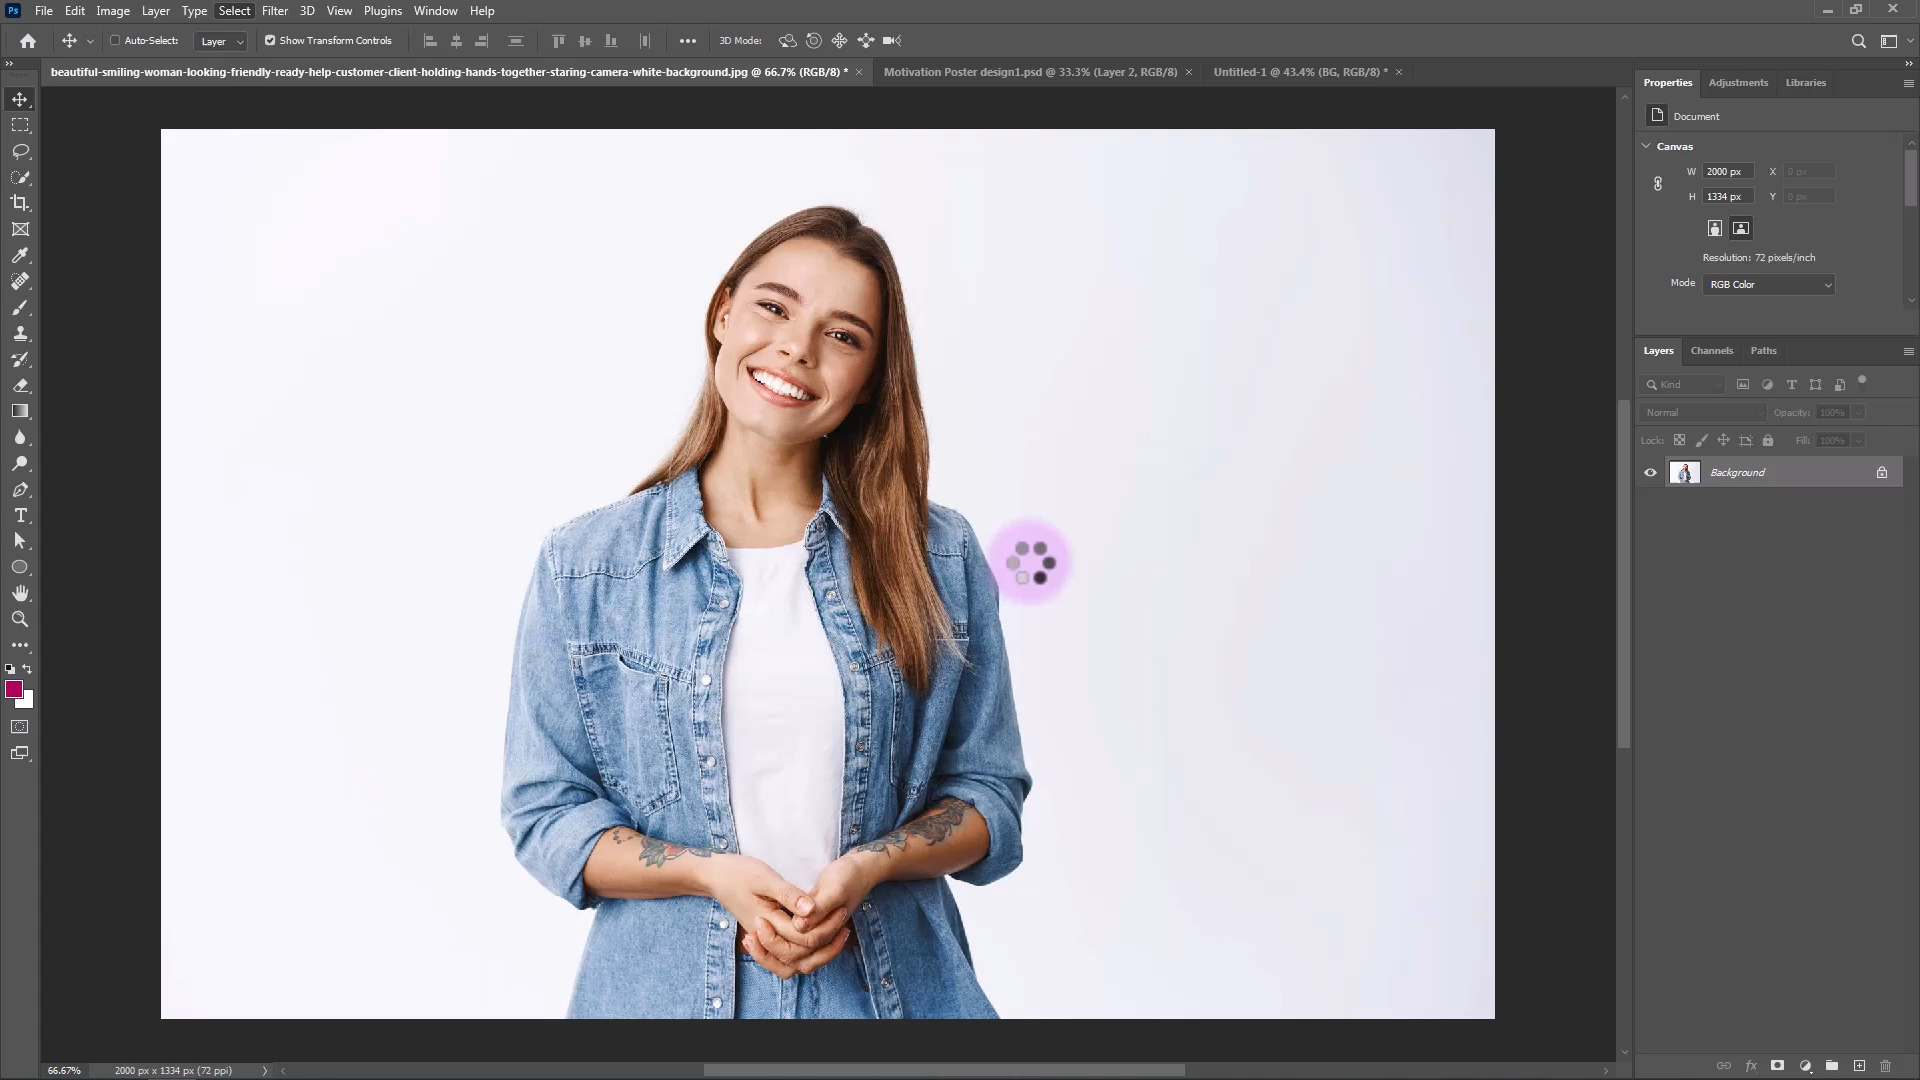 Ps File Edit Image Layer Type Select Filter 3D View Plugins Window Help
Auto-Select: Layer Show Transform Controls 3D Mode:
beautiful-smiling-woman-looking-friendly-ready-help-customer-client-holding-hands-together-staring-camera-white-background.jpg @ 66.7% (RGB/8) * Motivation Poster design1.psd @ 33.3% (Layer 2, RGB/8) Untitled-1 @ 43.4% (BG, RGB/8) *
Properties Adjustments Libraries
Document
Canvas
W 2000 px X 0 px
H 1334 px Y 0 px
Resolution: 72 pixels/inch
Mode RGB Color
Layers Channels Paths
Kind
Normal Opacity: 100%
Lock: Fill: 100%
Background
66.67% 2000 px x 1334 px (72 ppi)